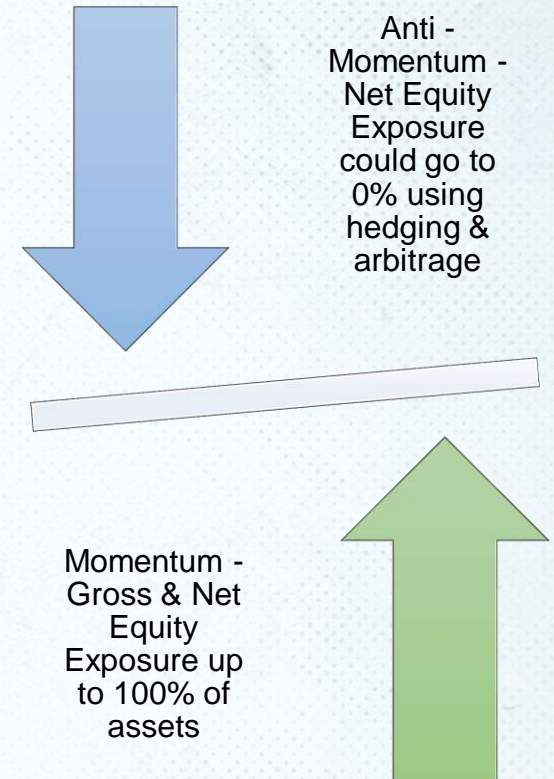 Anti -
Momentum -
Net Equity
Exposure
could go to
0% using
hedging &
arbitrage
Momentum -
Gross & Net
Equity
Exposure up
to 100% of
assets